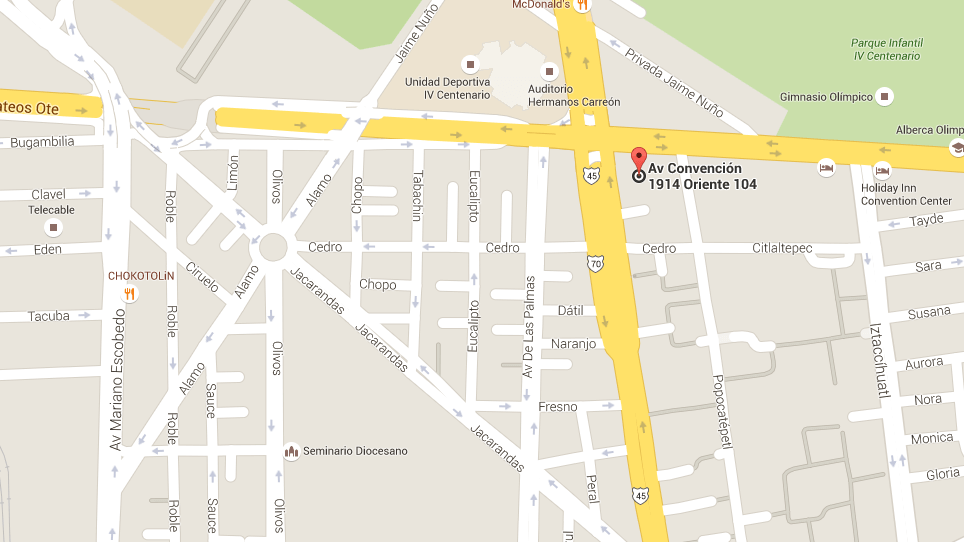 McDonald's
Jaime Nuño
Privada Jaime Nuño
Parque Infantil
IV Centenario
Unidad Deportiva
IV Centenario
Auditorio
Hermanos Carreón
Gimnasio Olímpico
Alberca Olimp
ateos Ote
Bugambilia
Limón
Olivos
Alamo
Chopo
Tabachin
Eucalipto
45
Av Convención
1914 Oriente 104
Holiday Inn
Convention Center
Clavel
Telecable
Roble
Tayde
Eden
Cedro
Cedro
Cedro
Citlaltepec
CHOKOTOLiN
Ciruelo
Alamo
Jacarandas
Chopo
70
Sara
Tacuba
Roble
Av Mariano Escobedo
Olivos
Jacarandas
Eucalipto
Av De Las Palmas
Dátil
Naranjo
Susana
Iztaccíhuatl
Aurora
Alamo
Sauce
Popocatépetl
Nora
Fresno
Roble
Jacarandas
Monica
Seminario Diocesano
Gloria
Roble
Sauce
Olivos
Peral
45